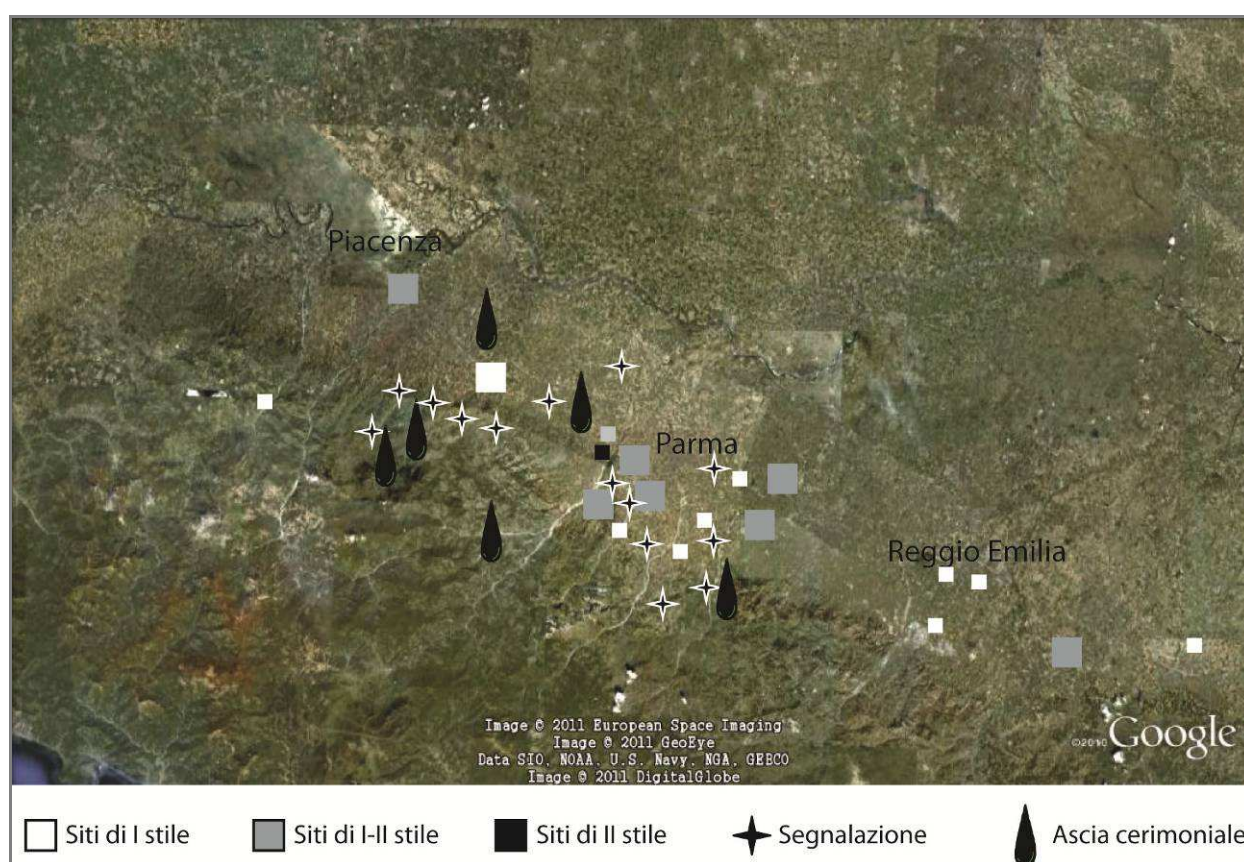 Piacenza
Parma
Reggio Emilia
Image © 2011 European Space Imaging
Image © 2011 GeoEye
Data SIO, NOAA, U.S. Navy, NGA, GEBCO
Image © 2011 DigitalGlobe
©2010 Google
Siti di I stile
Siti di I-II stile
Siti di II stile
Segnalazione
Ascia cerimoniale